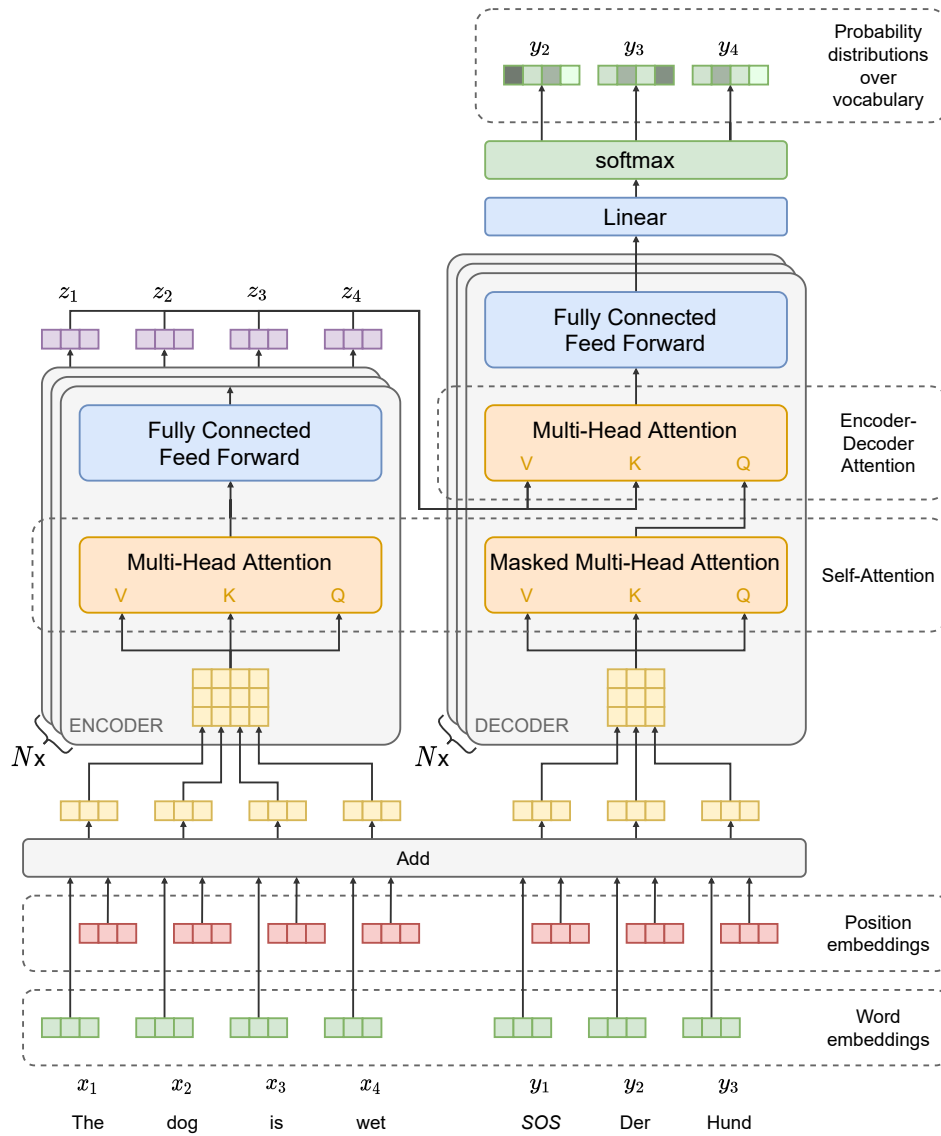 Probability
distributions
over
vocabulary
y2 y3 y4
softmax
Linear
z1 z2 z3 z4
Fully Connected
Feed Forward
Fully Connected
Feed Forward
Multi-Head Attention
V K Q
Encoder-
Decoder
Attention
Multi-Head Attention
V K Q
Masked Multi-Head Attention
V K Q
Self-Attention
ENCODER
Nx
DECODER
Nx
Add
Position
embeddings
Word
embeddings
x1 x2 x3 x4 y1 y2 y3
The dog is wet SOS Der Hund